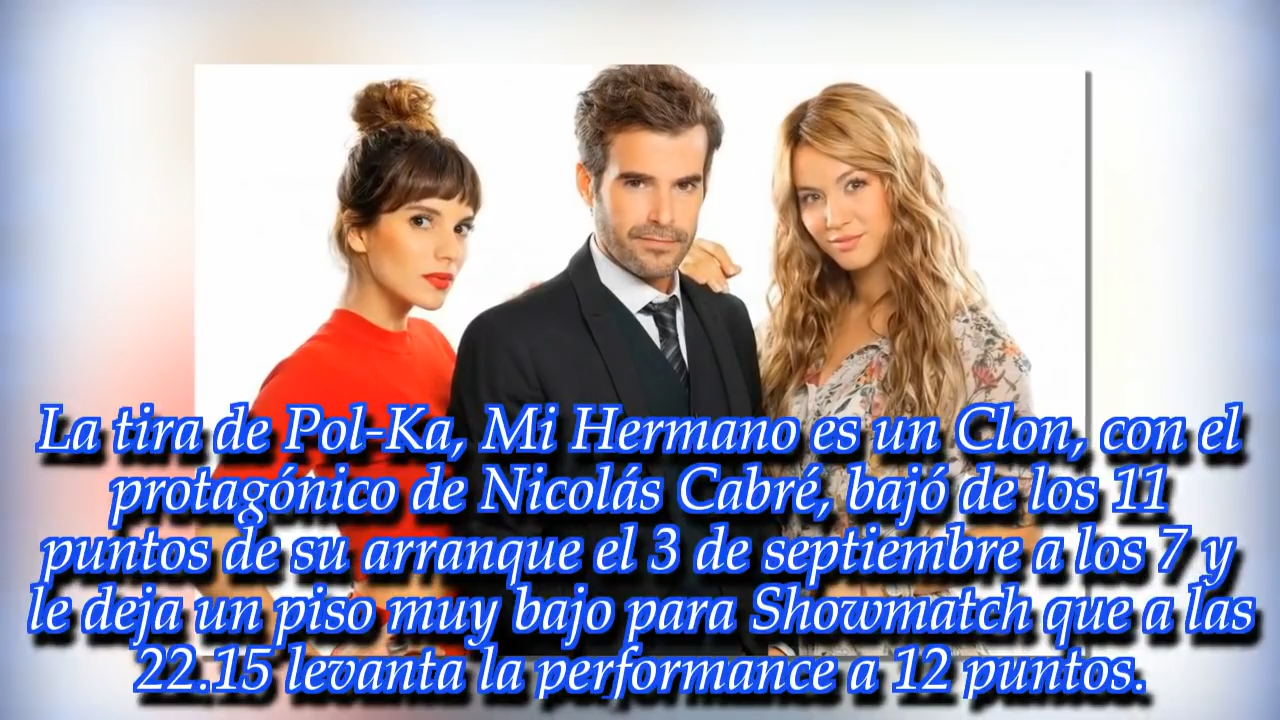 La tira de Pol-Ka, Mi Hermano es un Clon, con el
protagónico de Nicolás Cabré, bajó de los 11
puntos de su arranque el 3 de septiembre a los 7 y
le deja un piso muy bajo para Showmatch que a las
22.15 levanta la performance a 12 puntos.